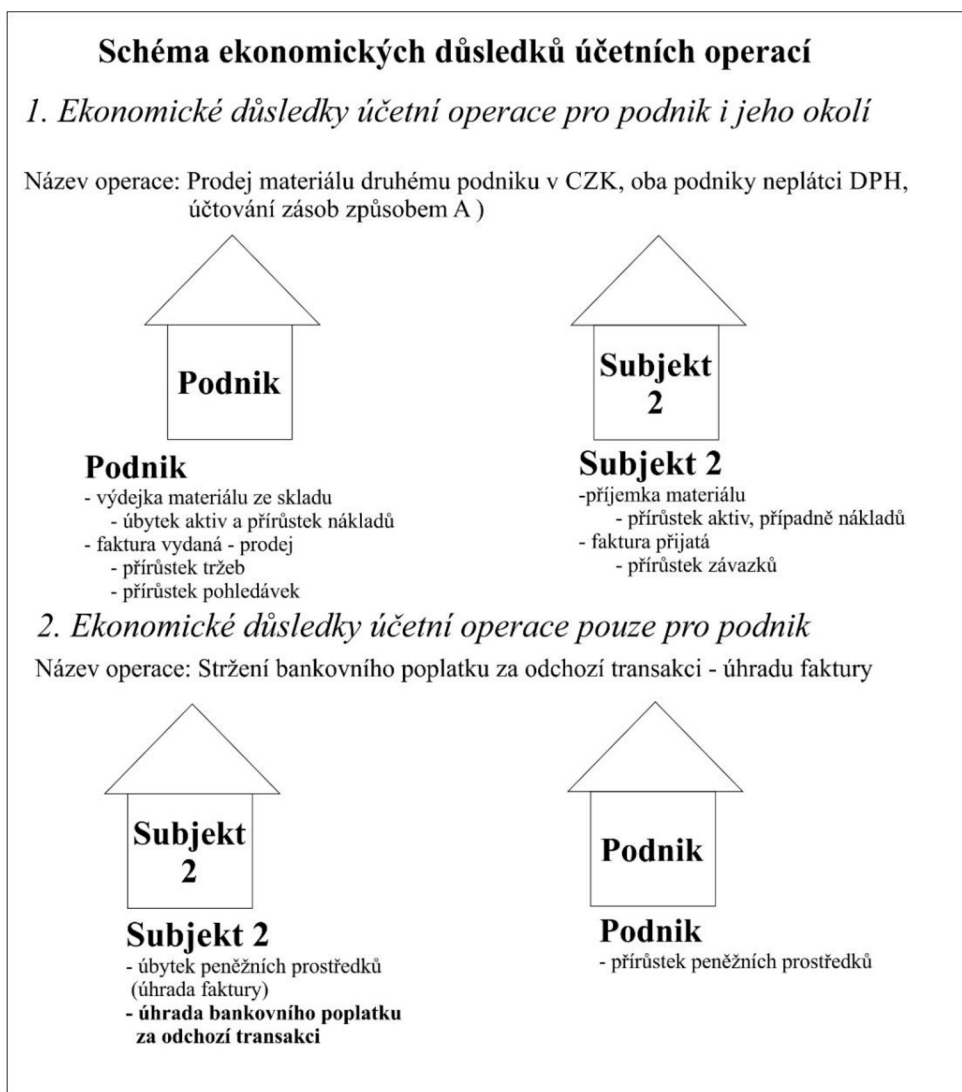 Schéma ekonomických důsledků účetních operací
1. Ekonomické důsledky účetní operace pro podnik i jeho okolí
Název operace: Prodej materiálu druhému podniku v CZK, oba podniky neplátci DPH,
účtování zásob způsobem A )
Podnik
Subjekt
2
Podnik
- výdejka materiálu ze skladu
- úbytek aktiv a přírůstek nákladů
- faktura vydaná - prodej
- přírůstek tržeb
- přírůstek pohledávek
Subjekt 2
-příjemka materiálu
- přírůstek aktiv, případně nákladů
- faktura přijatá
- přírůstek závazků
2. Ekonomické důsledky účetní operace pouze pro podnik
Název operace: Stržení bankovního poplatku za odchozí transakci - úhradu faktury
Subjekt
2
Podnik
Subjekt 2
- úbytek peněžních prostředků
(úhrada faktury)
- úhrada bankovního poplatku
za odchozí transakci
Podnik
- přírůstek peněžních prostředků